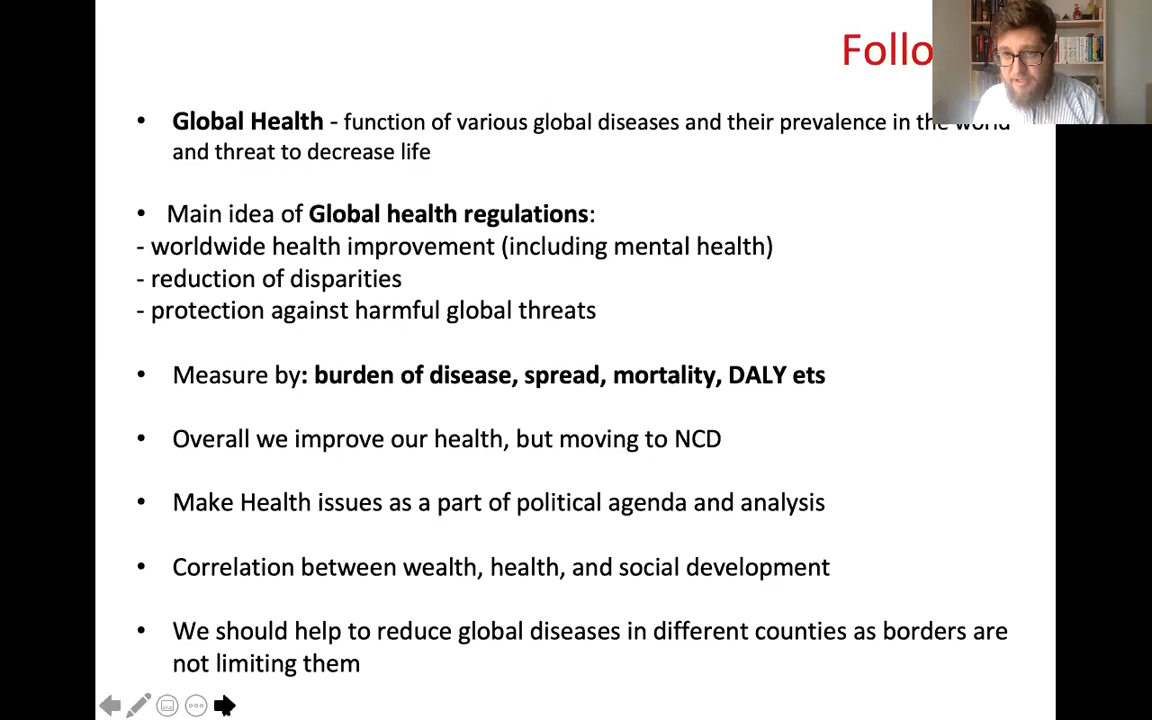 Follo
• Global Health - function of various global diseases and their prevalence in the world
and threat to decrease life
• Main idea of Global health regulations:
- worldwide health improvement (including mental health)
- reduction of disparities
- protection against harmful global threats
• Measure by: burden of disease, spread, mortality, DALY ets
• Overall we improve our health, but moving to NCD
• Make Health issues as a part of political agenda and analysis
• Correlation between wealth, health, and social development
• We should help to reduce global diseases in different counties as borders are
not limiting them